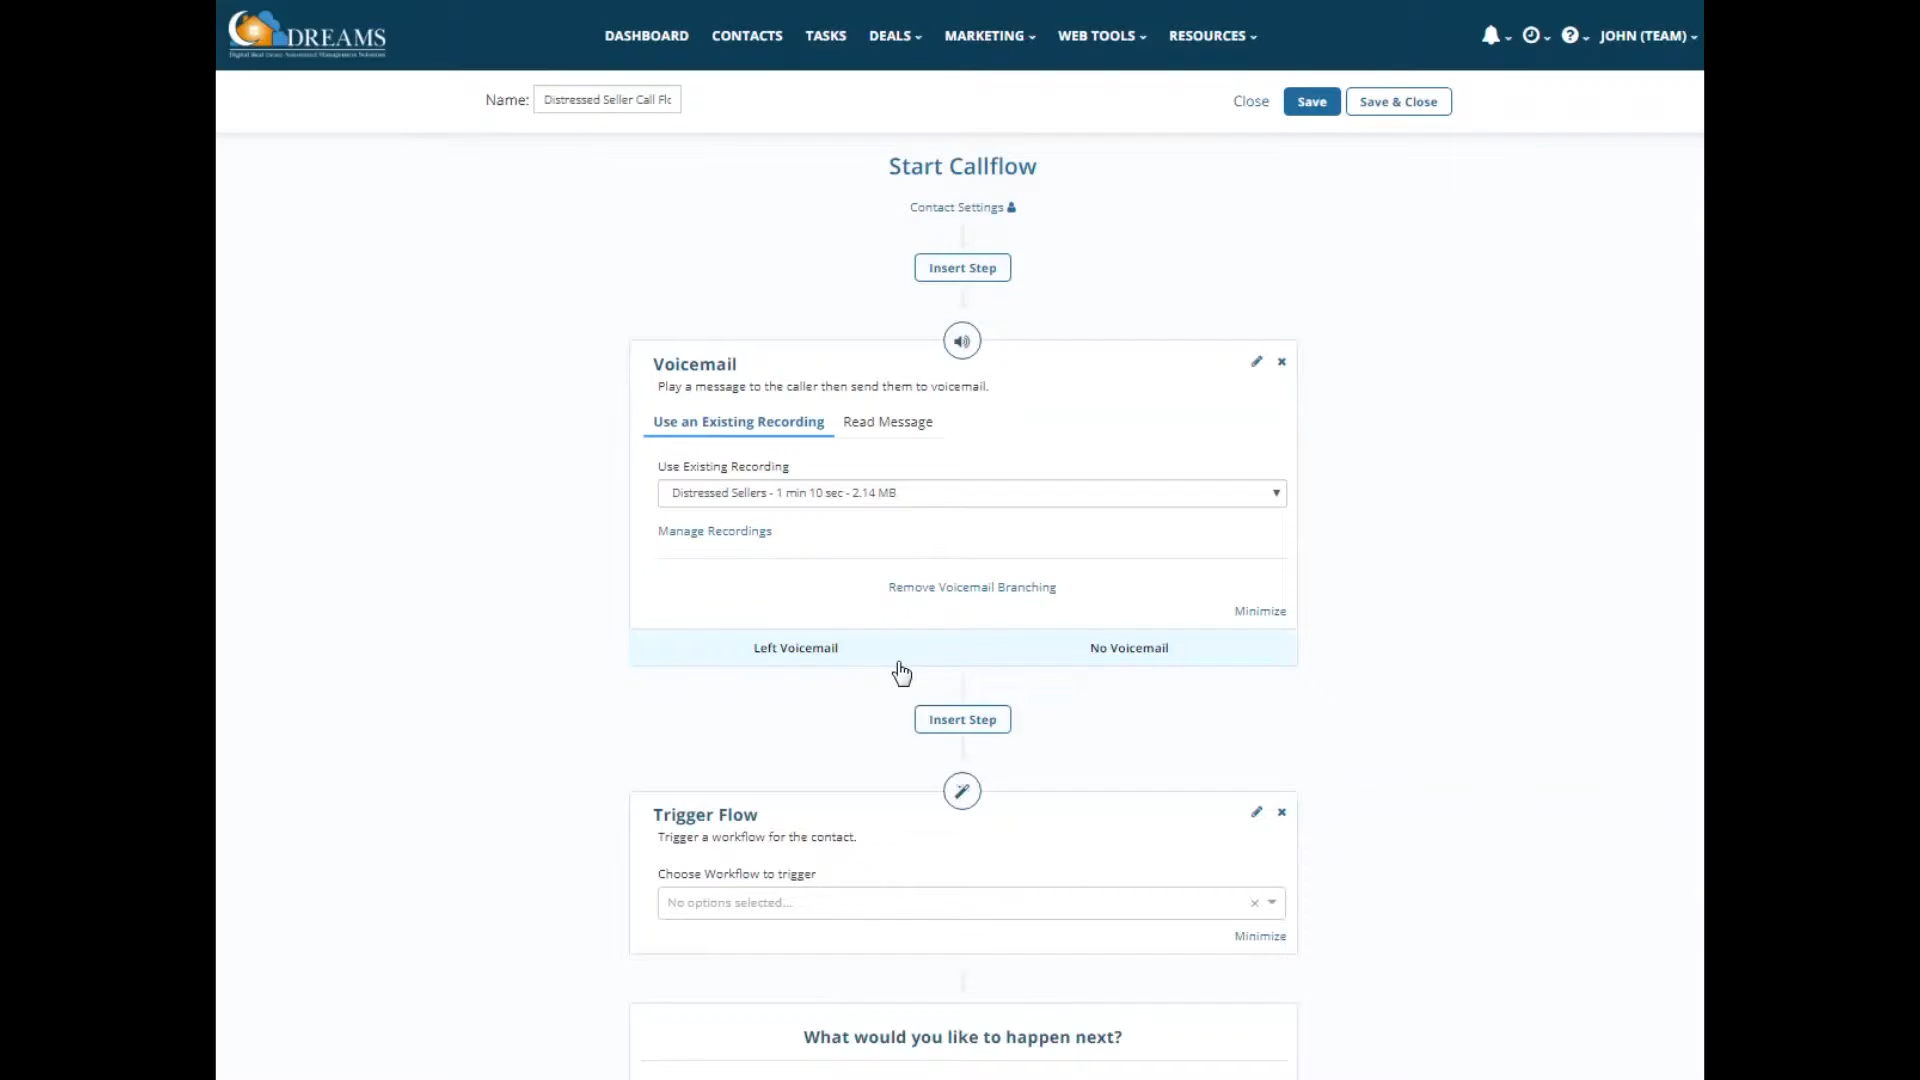 DREAMS
Digital Real Estate Automated Management Solutions
DASHBOARD CONTACTS TASKS DEALS MARKETING WEB TOOLS RESOURCES JOHN (TEAM)
Name: Distressed Seller Call Flc
Close Save Save & Close
Start Callflow
Contact Settings
Insert Step
Voicemail
Play a message to the caller then send them to voicemail.
Use an Existing Recording Read Message
Use Existing Recording
Distressed Sellers - 1 min 10 sec - 2.14 MB
Manage Recordings
Remove Voicemail Branching
Minimize
Left Voicemail No Voicemail
Insert Step
Trigger Flow
Trigger a workflow for the contact.
Choose Workflow to trigger
No options selected...
Minimize
What would you like to happen next?